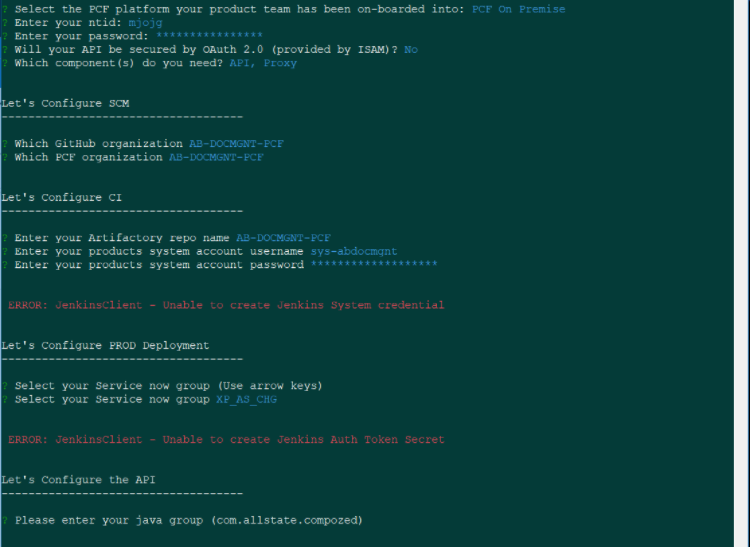 ? Select the PCF platform your product team has been on-boarded into: PCF On Premise
? Enter your ntid: mjojg
? Enter your password: ****************
? Will your API be secured by OAuth 2.0 (provided by ISAM)? No
? Which component(s) do you need? API, Proxy
Let's Configure SCM
------------------------------------
? Which GitHub organization AB-DOCMGNT-PCF
? Which PCF organization AB-DOCMGNT-PCF
Let's Configure CI
------------------------------------
? Enter your Artifactory repo name AB-DOCMGNT-PCF
? Enter your products system account username sys-abdocmgnt
? Enter your products system account password *******************
ERROR: JenkinsClient - Unable to create Jenkins System credential
Let's Configure PROD Deployment
------------------------------------
? Select your Service now group (Use arrow keys)
? Select your Service now group XP_AS_CHG
ERROR: JenkinsClient - Unable to create Jenkins Auth Token Secret
Let's Configure the API
------------------------------------
? Please enter your java group (com.allstate.compozed)